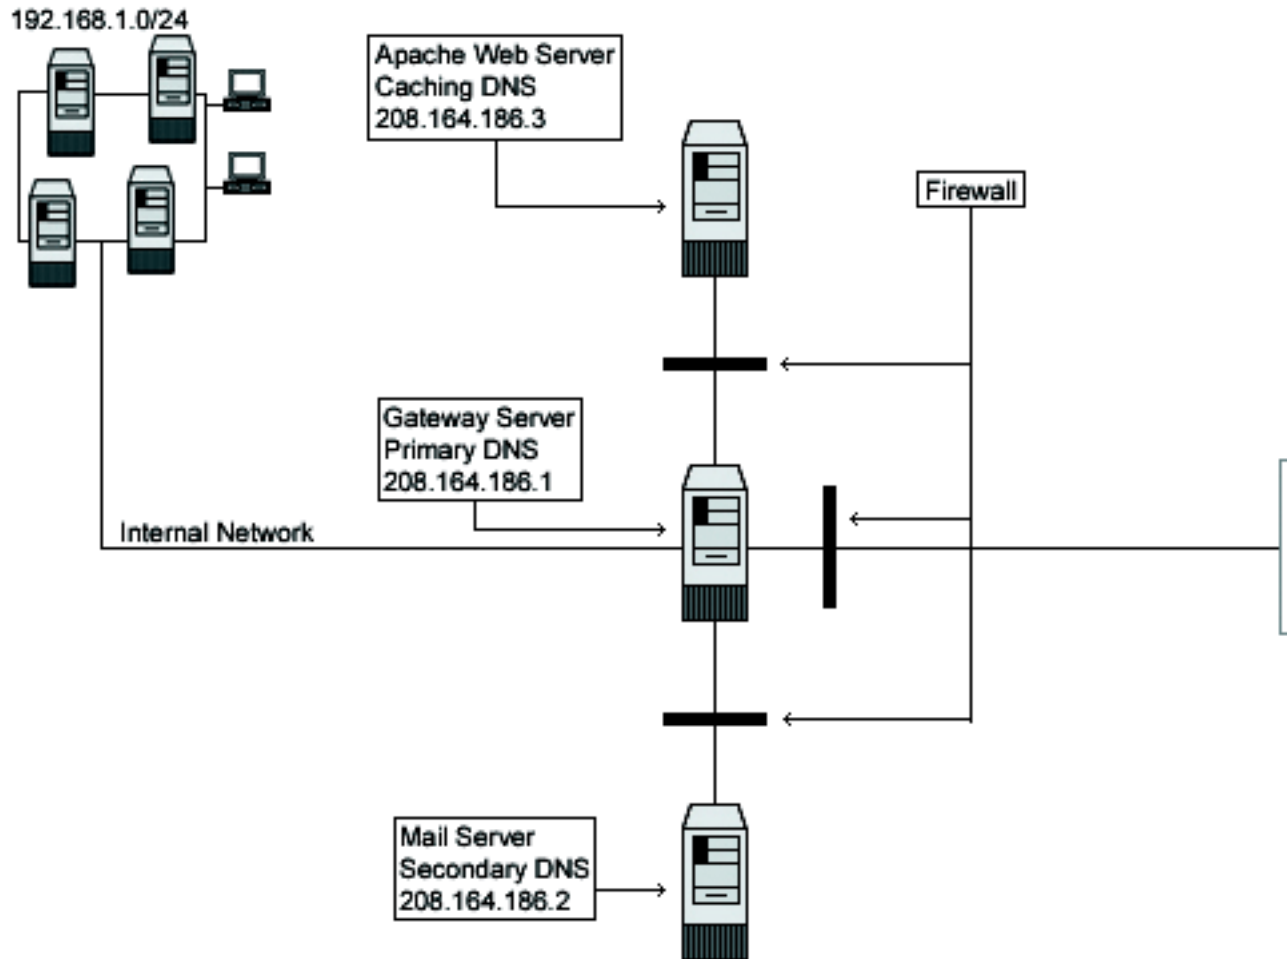 192.168.1.0/24
Apache Web Server
Caching DNS
208.164.186.3
Firewall
Gateway Server
Primary DNS
208.164.186.1
Internal Network
Mail Server
Secondary DNS
208.164.186.2